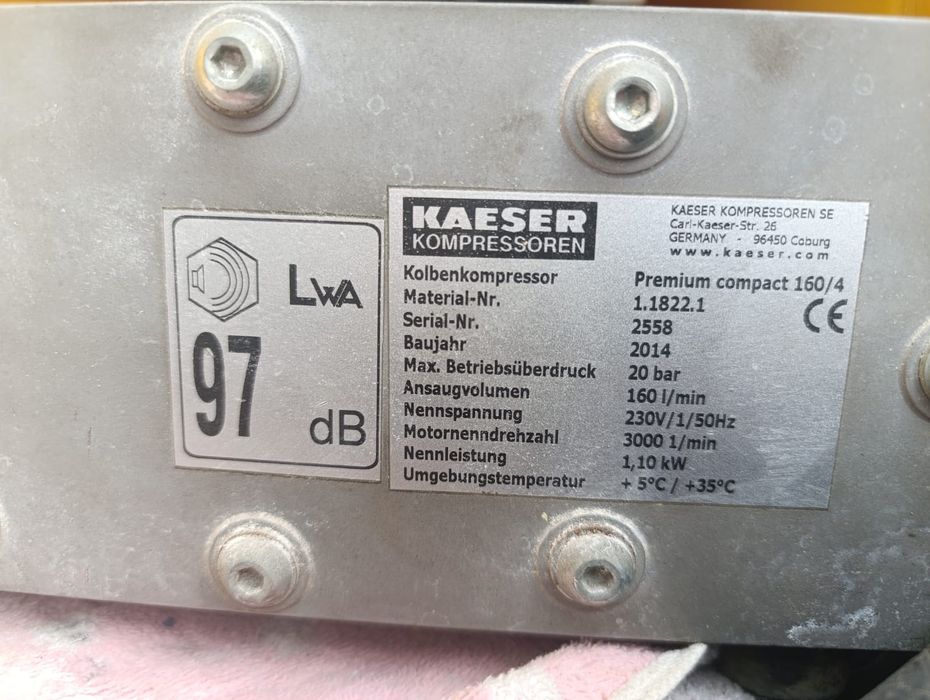 LWA
97
dB
KAESER
KOMPRESSOREN
KAESER KOMPRESSOREN SE
Carl-Kaeser-Str. 26
GERMANY - 96450 Coburg
www.kaeser.com
Kolbenkompressor Premium compact 160/4
Material-Nr. 1.1822.1
CE
Serial-Nr. 2558
Baujahr 2014
Max. Betriebsüberdruck 20 bar
Ansaugvolumen 160 l/min
Nennspannung 230V/1/50Hz
Motornenndrehzahl 3000 1/min
Nennleistung 1,10 kW
Umgebungstemperatur + 5°C / +35°C